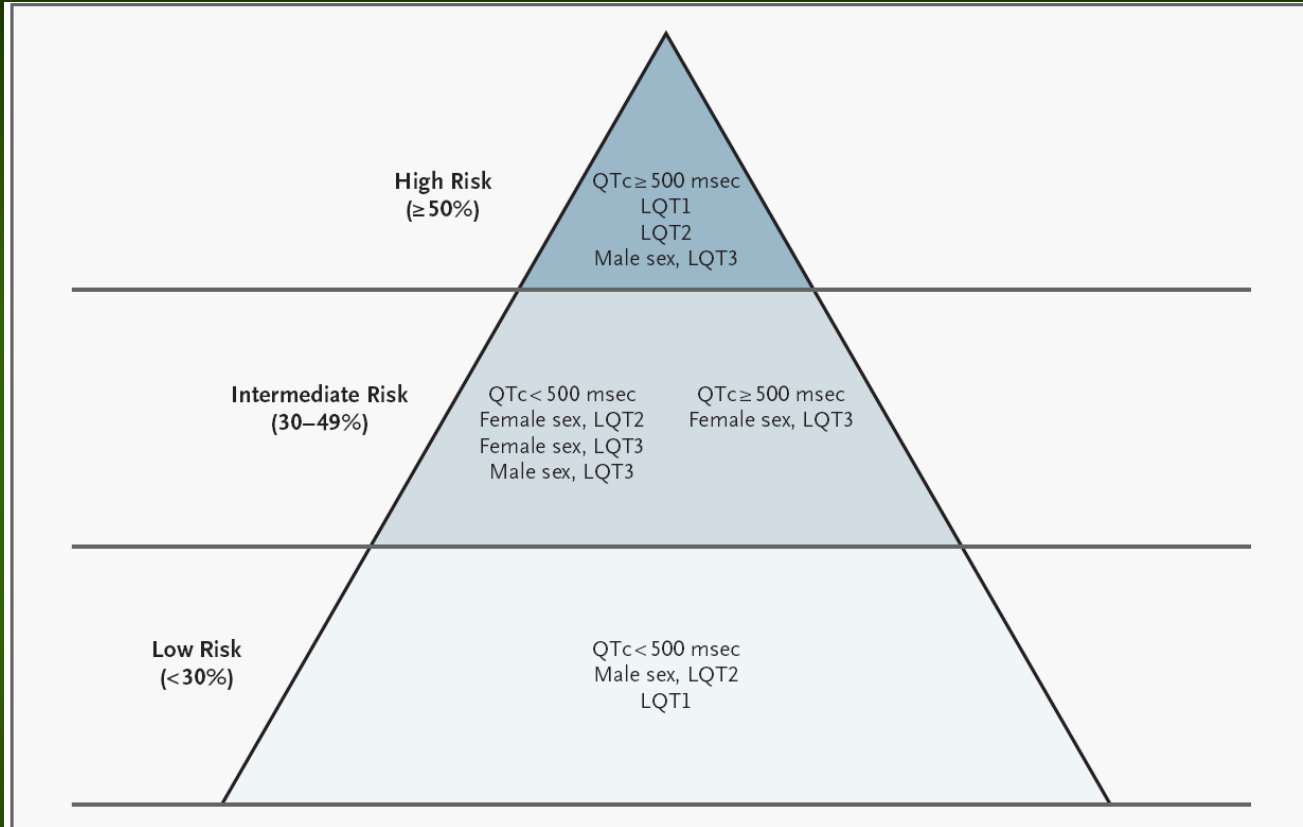 High Risk
(≥50%)
QTc≥500 msec
LQT1
LQT2
Male sex, LQT3
Intermediate Risk
(30–49%)
QTc<500 msec
Female sex, LQT2
Female sex, LQT3
Male sex, LQT3
QTc≥500 msec
Female sex, LQT3
Low Risk
(<30%)
QTc<500 msec
Male sex, LQT2
LQT1